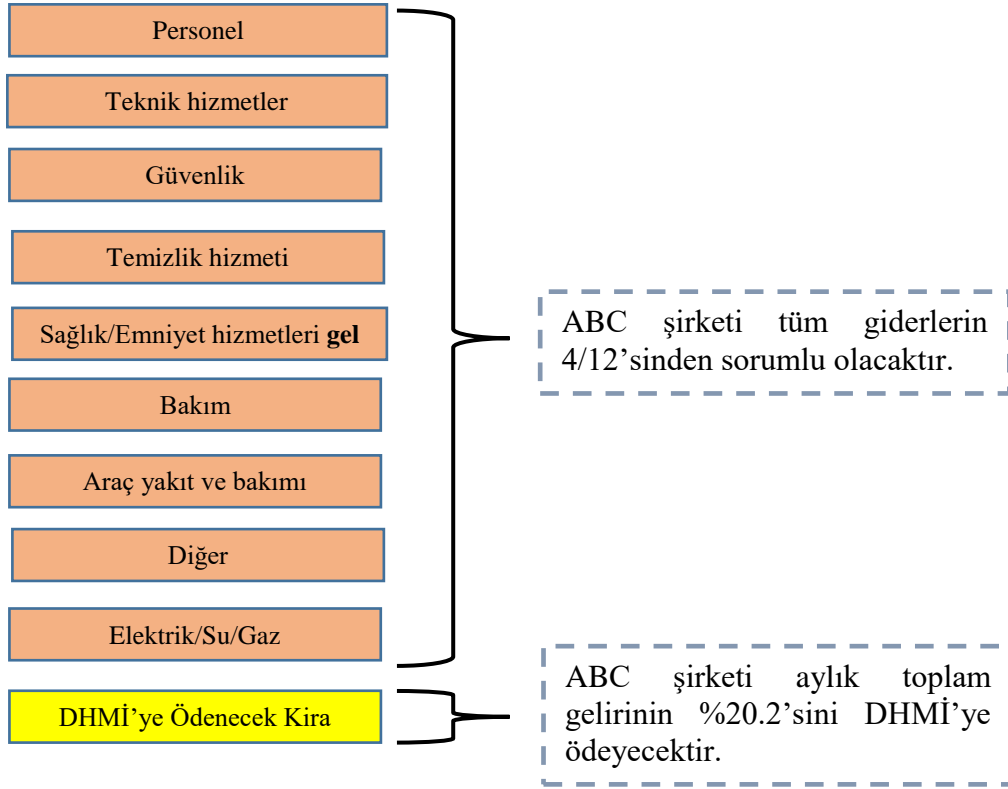 Personel
Teknik hizmetler
Güvenlik
Temizlik hizmeti
Sağlık/Emniyet hizmetleri gel
Bakım
Araç yakıt ve bakımı
Diğer
Elektrik/Su/Gaz
ABC şirketi tüm giderlerin
4/12’sinden sorumlu olacaktır.
DHMİ’ye Ödenecek Kira
ABC şirketi aylık toplam
gelirinin %20.2’sini DHMİ’ye
ödeyecektir.